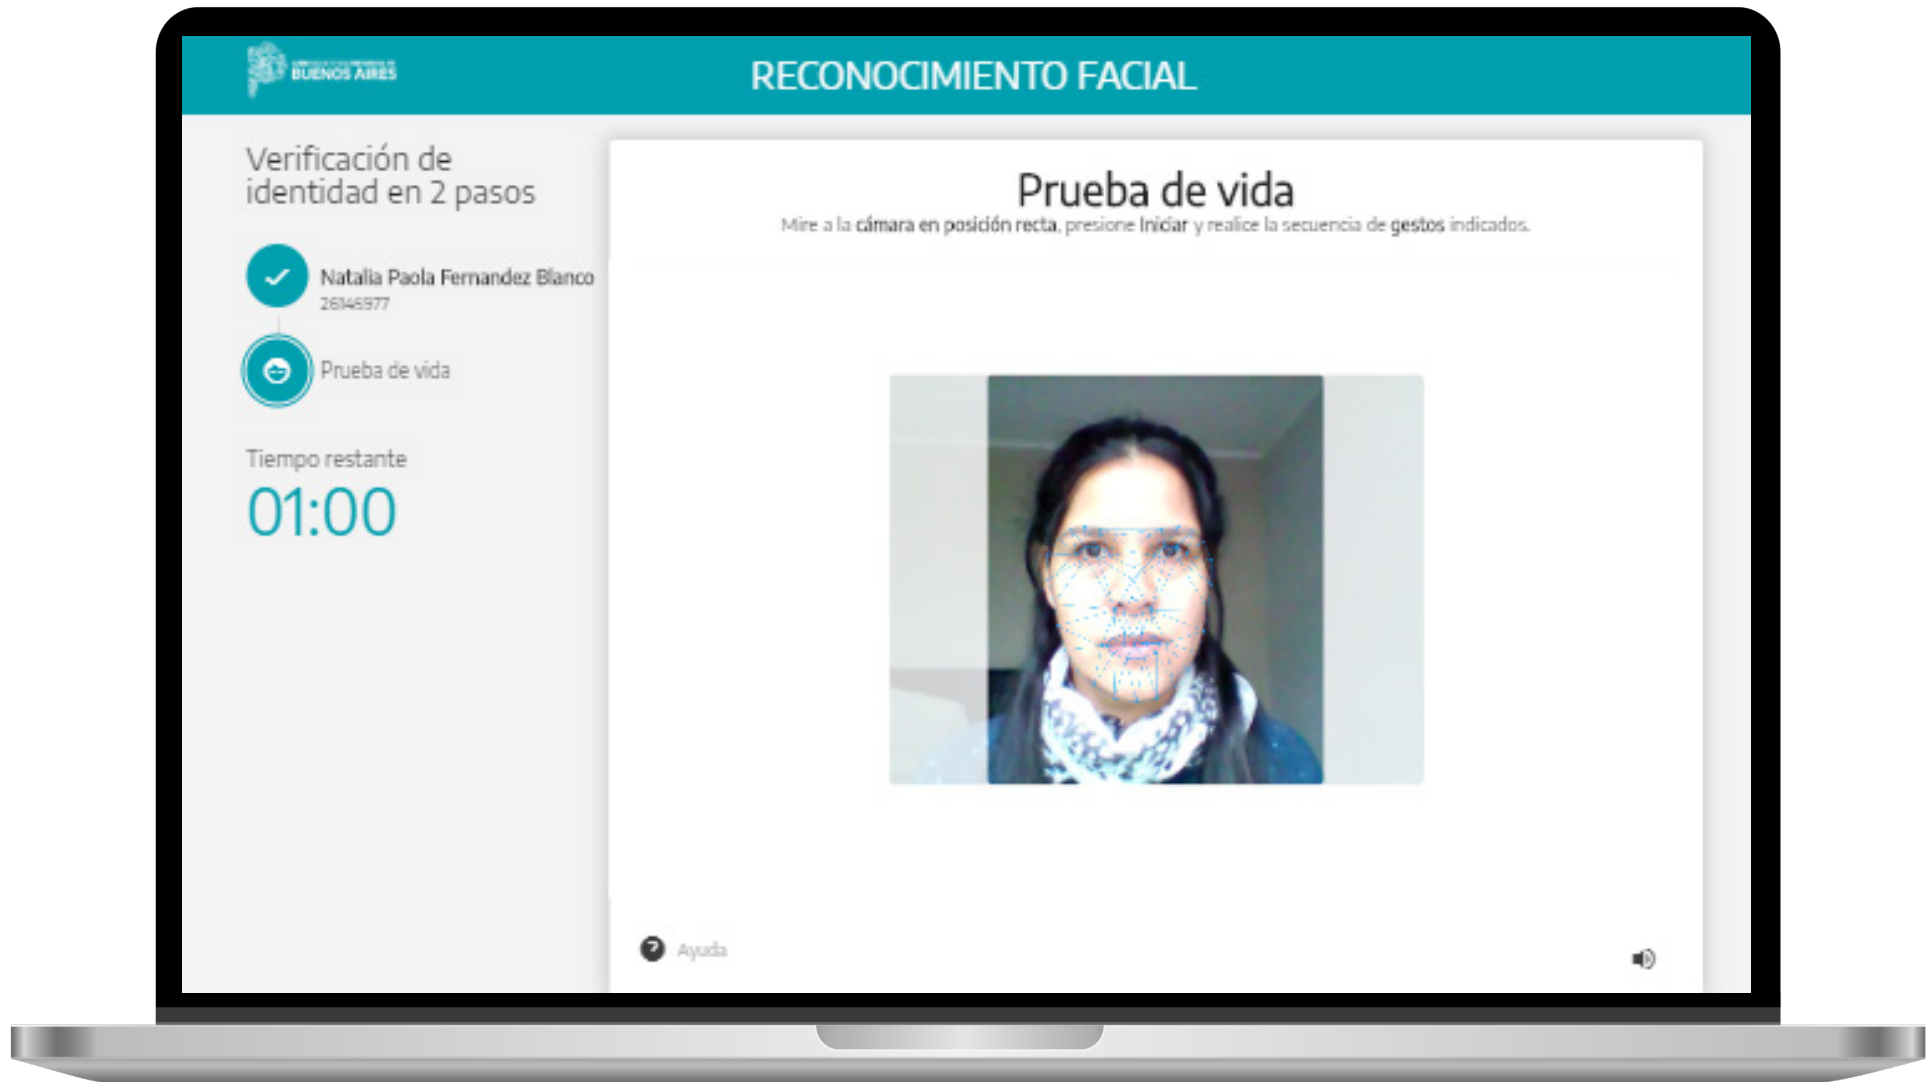 BUENOS AIRES
RECONOCIMIENTO FACIAL
Verificación de
identidad en 2 pasos
Natalia Paola Fernandez Blanco
26146977
Prueba de vida
Tiempo restante
01:00
Prueba de vida
Mire a la cámara en posición recta, presione Iniciar y realice la secuencia de gestos indicados.
? Ayuda